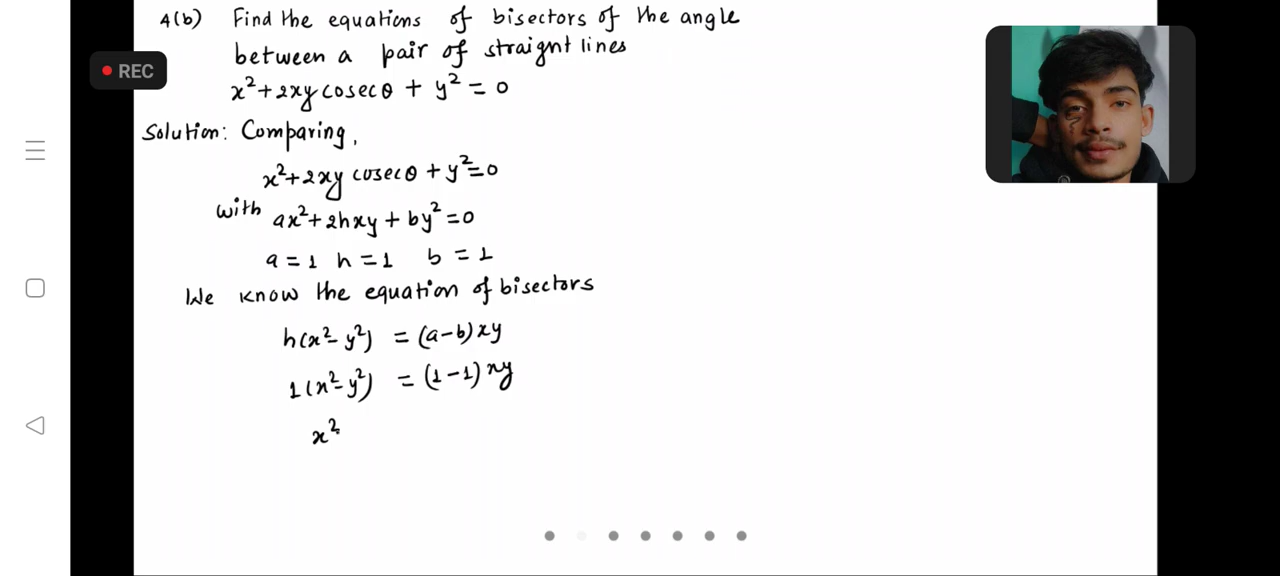 4(b) Find the equations of bisectors of the angle
between a pair of straignt lines
x²+2xy cosecθ + y² = 0
REC
Solution: Comparing,
x²+2xy cosecθ + y²=0
with ax²+2hxy + by²=0
a = 1 h = 1 b = 1
We know the equation of bisectors
h(x²- y²) = (a-b) xy
1(x²- y²) = (1-1) xy
x²